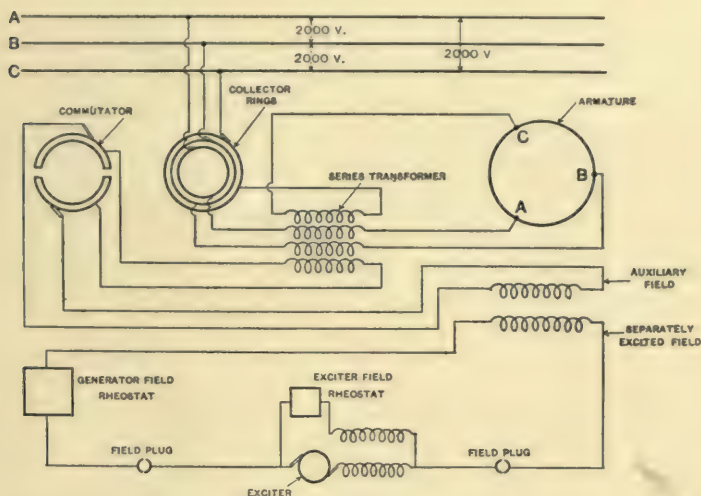 A
2000 V.
B
2000 V.
2000 V
C
COLLECTOR
RINGS
COMMUTATOR
ARMATURE
C
B
A
SERIES TRANSFORMER
AUXILIARY
FIELD
SEPARATELY
EXCITED FIELD
GENERATOR FIELD
RHEOSTAT
EXCITER FIELD
RHEOSTAT
FIELD PLUG
FIELD PLUG
EXCITER